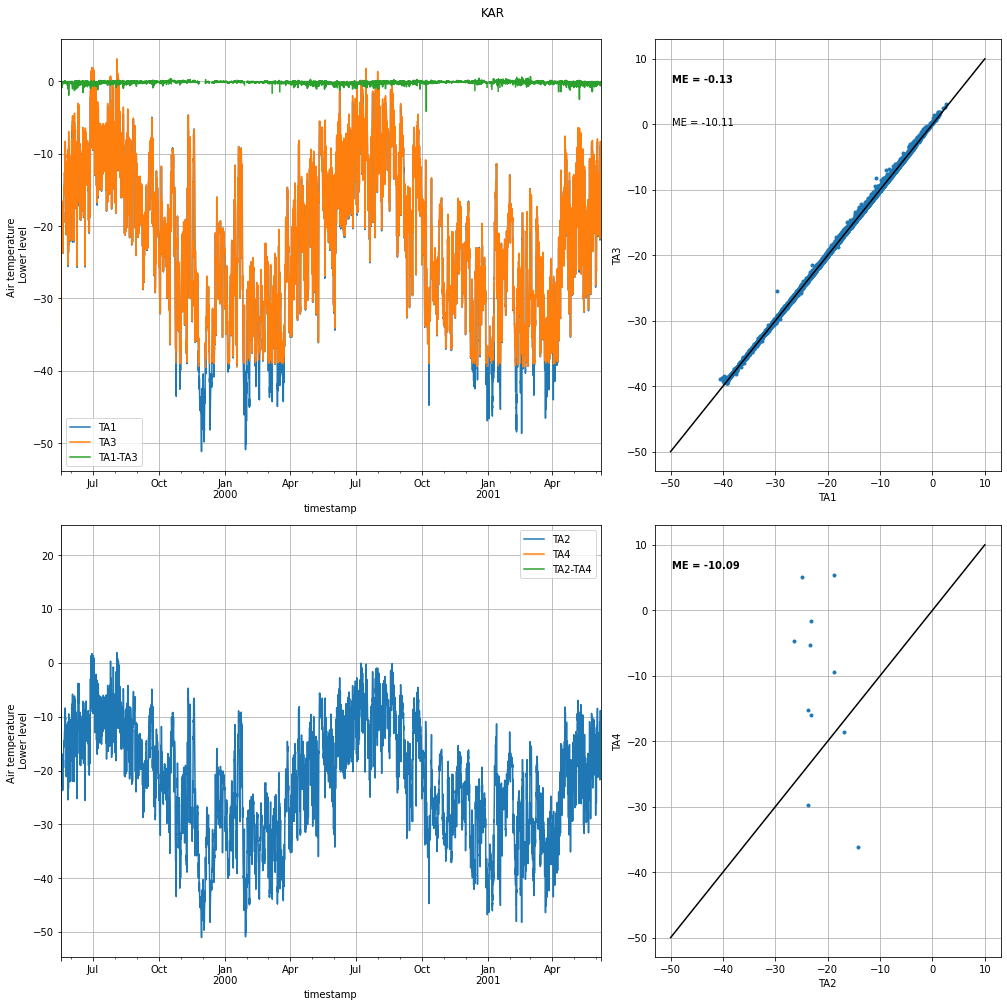 KAR
0
−10
−20
−30
−40
−50
Air temperature
Lower level
TA1
TA3
TA1-TA3
Jul
Oct
Jan
2000
Apr
Jul
Oct
Jan
2001
Apr
timestamp
10
0
−10
−20
−30
−40
−50
TA3
ME = -0.13
ME = -10.11
−50
−40
−30
−20
−10
0
10
TA1
20
10
0
−10
−20
−30
−40
−50
Air temperature
Lower level
TA2
TA4
TA2-TA4
Jul
Oct
Jan
2000
Apr
Jul
Oct
Jan
2001
Apr
timestamp
10
0
−10
−20
−30
−40
−50
TA4
ME = -10.09
−50
−40
−30
−20
−10
0
10
TA2